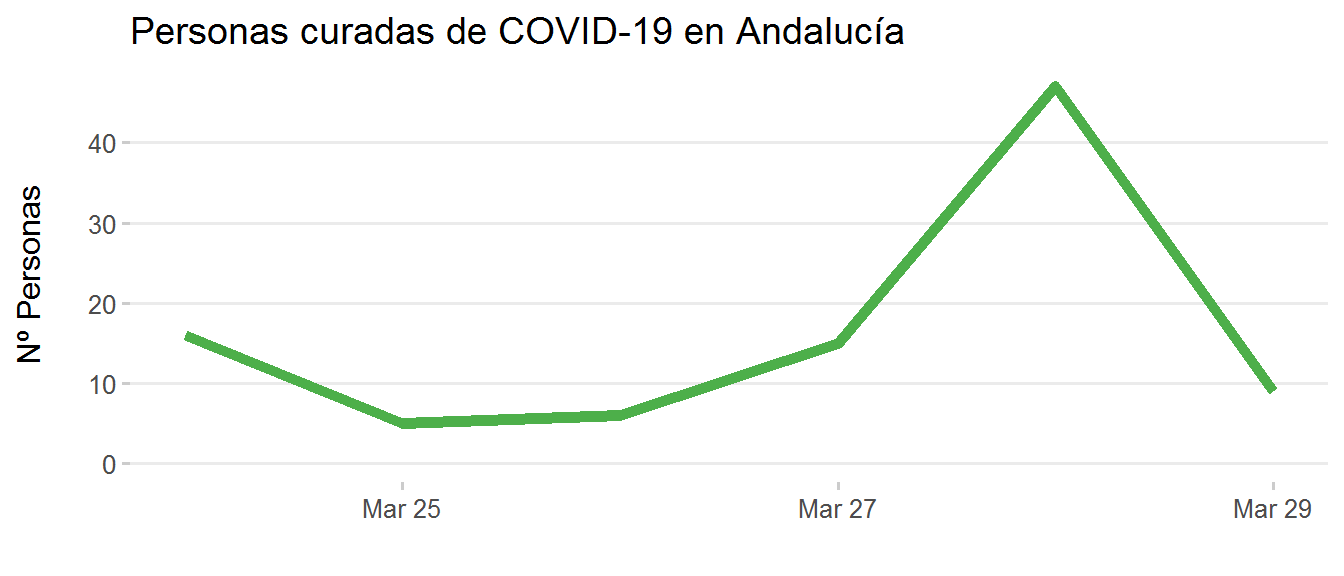 Personas curadas de COVID-19 en Andalucía
Nº Personas
40
30
20
10
0
Mar 25
Mar 27
Mar 29